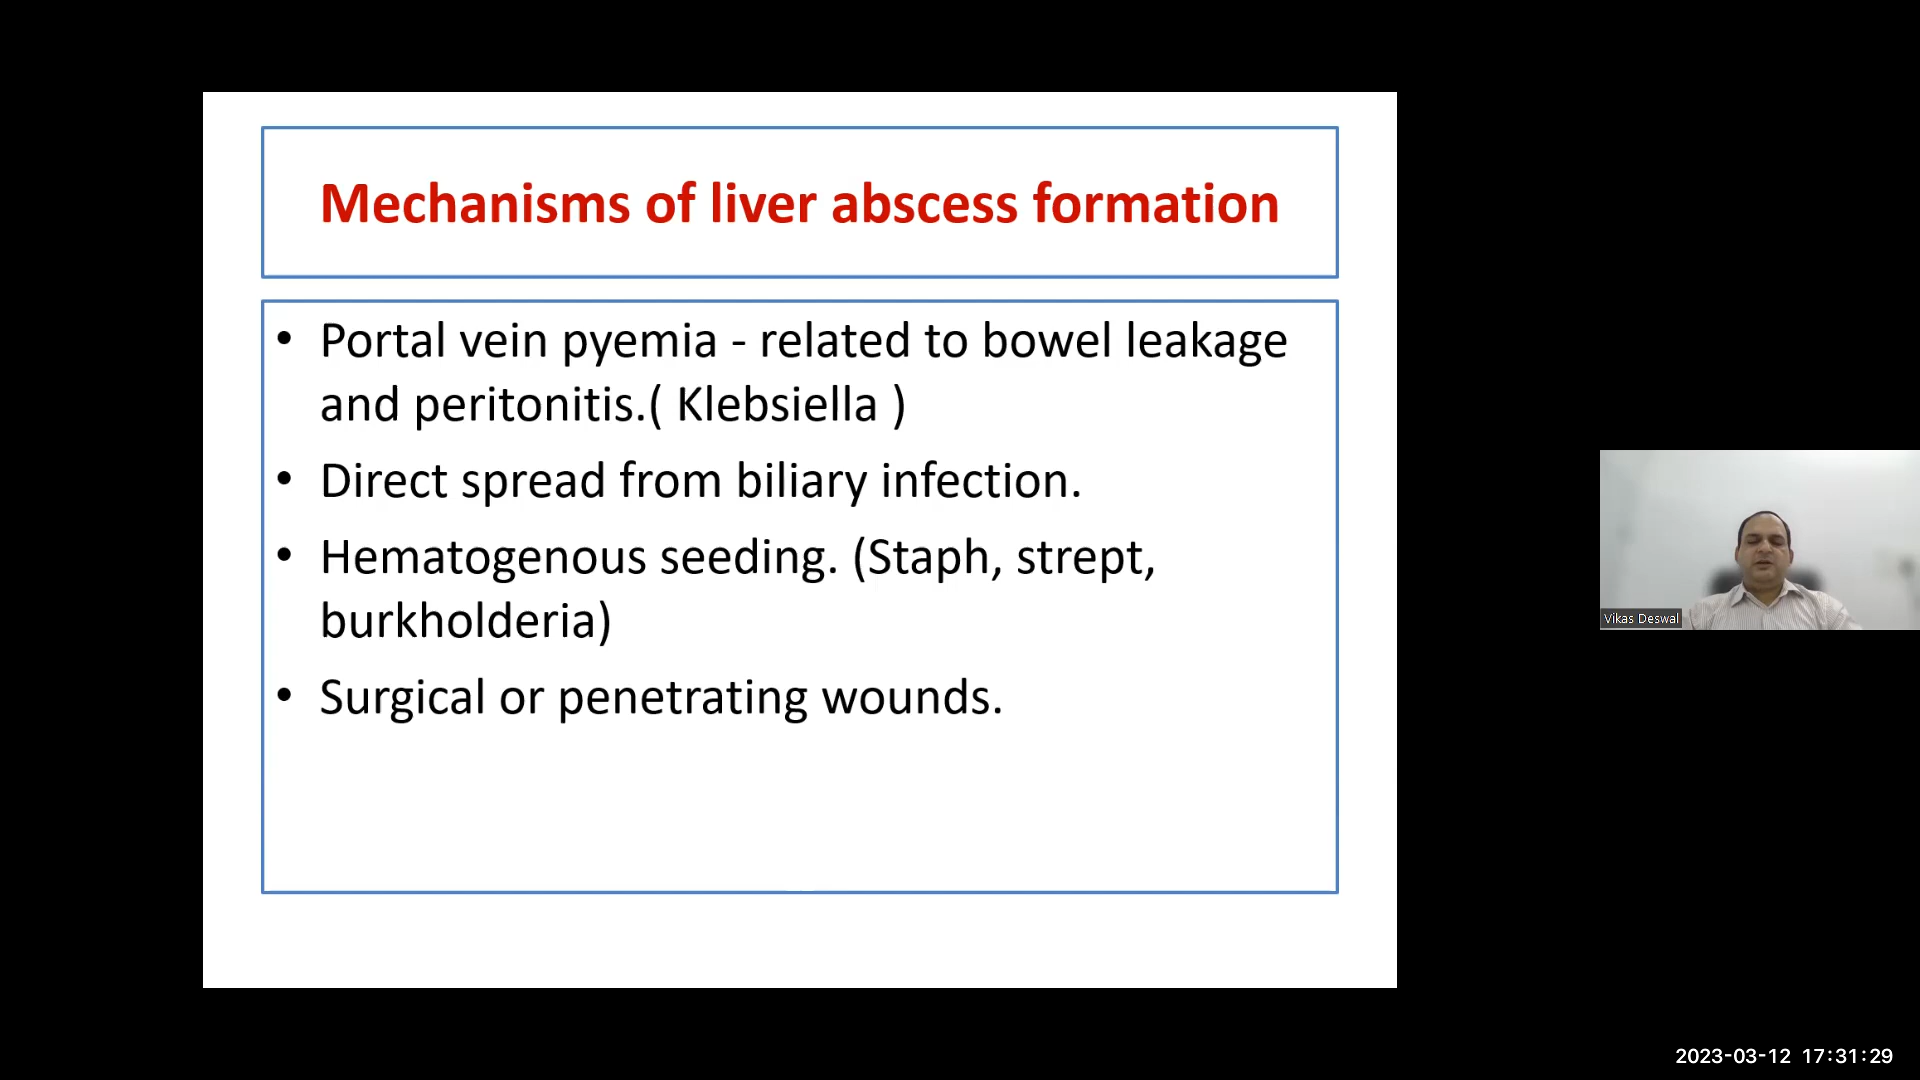 Mechanisms of liver abscess formation
• Portal vein pyemia - related to bowel leakage
and peritonitis.( Klebsiella )
• Direct spread from biliary infection.
• Hematogenous seeding. (Staph, strept,
burkholderia)
• Surgical or penetrating wounds.
Vikas Deswal
2023-03-12 17:31:29